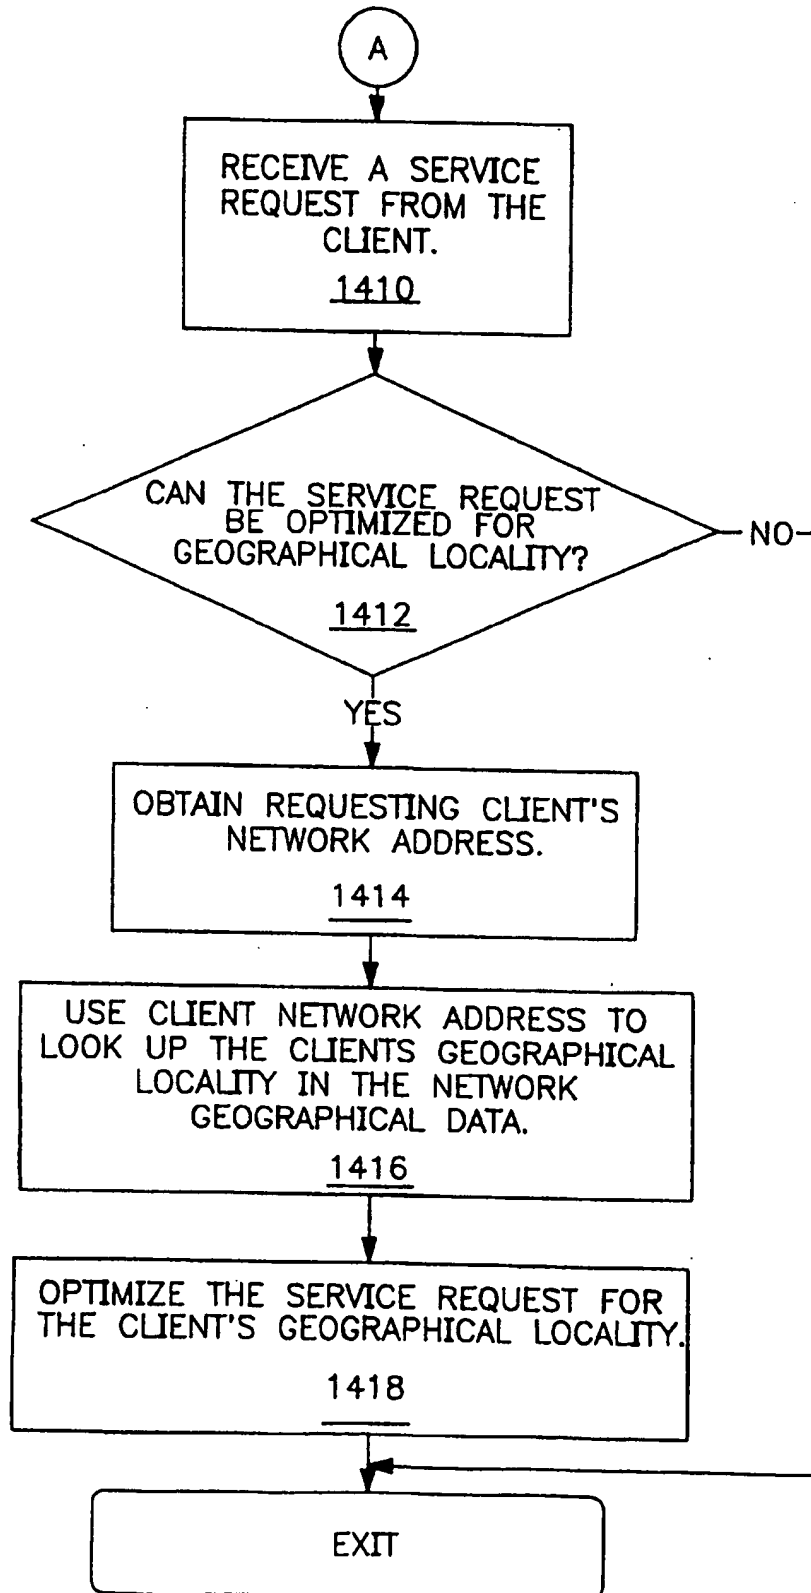 A
RECEIVE A SERVICE
REQUEST FROM THE
CLIENT.
1410
CAN THE SERVICE REQUEST
BE OPTIMIZED FOR
GEOGRAPHICAL LOCALITY?
1412
NO
YES
OBTAIN REQUESTING CLIENT'S
NETWORK ADDRESS.
1414
USE CLIENT NETWORK ADDRESS TO
LOOK UP THE CLIENTS GEOGRAPHICAL
LOCALITY IN THE NETWORK
GEOGRAPHICAL DATA.
1416
OPTIMIZE THE SERVICE REQUEST FOR
THE CLIENT'S GEOGRAPHICAL LOCALITY.
1418
EXIT